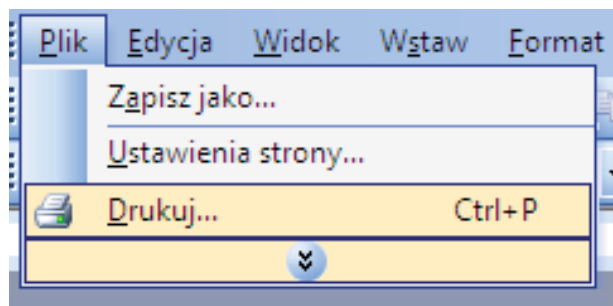 Plik Edycja Widok Wstaw Format
Zapisz jako...
Ustawienia strony...
Drukuj... Ctrl+P